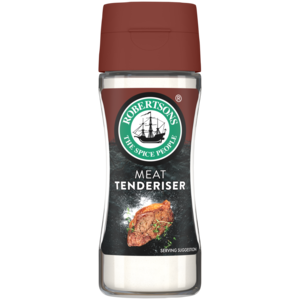 ROBERTSONS
®
THE SPICE PEOPLE
MEAT
TENDERISER
SERVING SUGGESTION